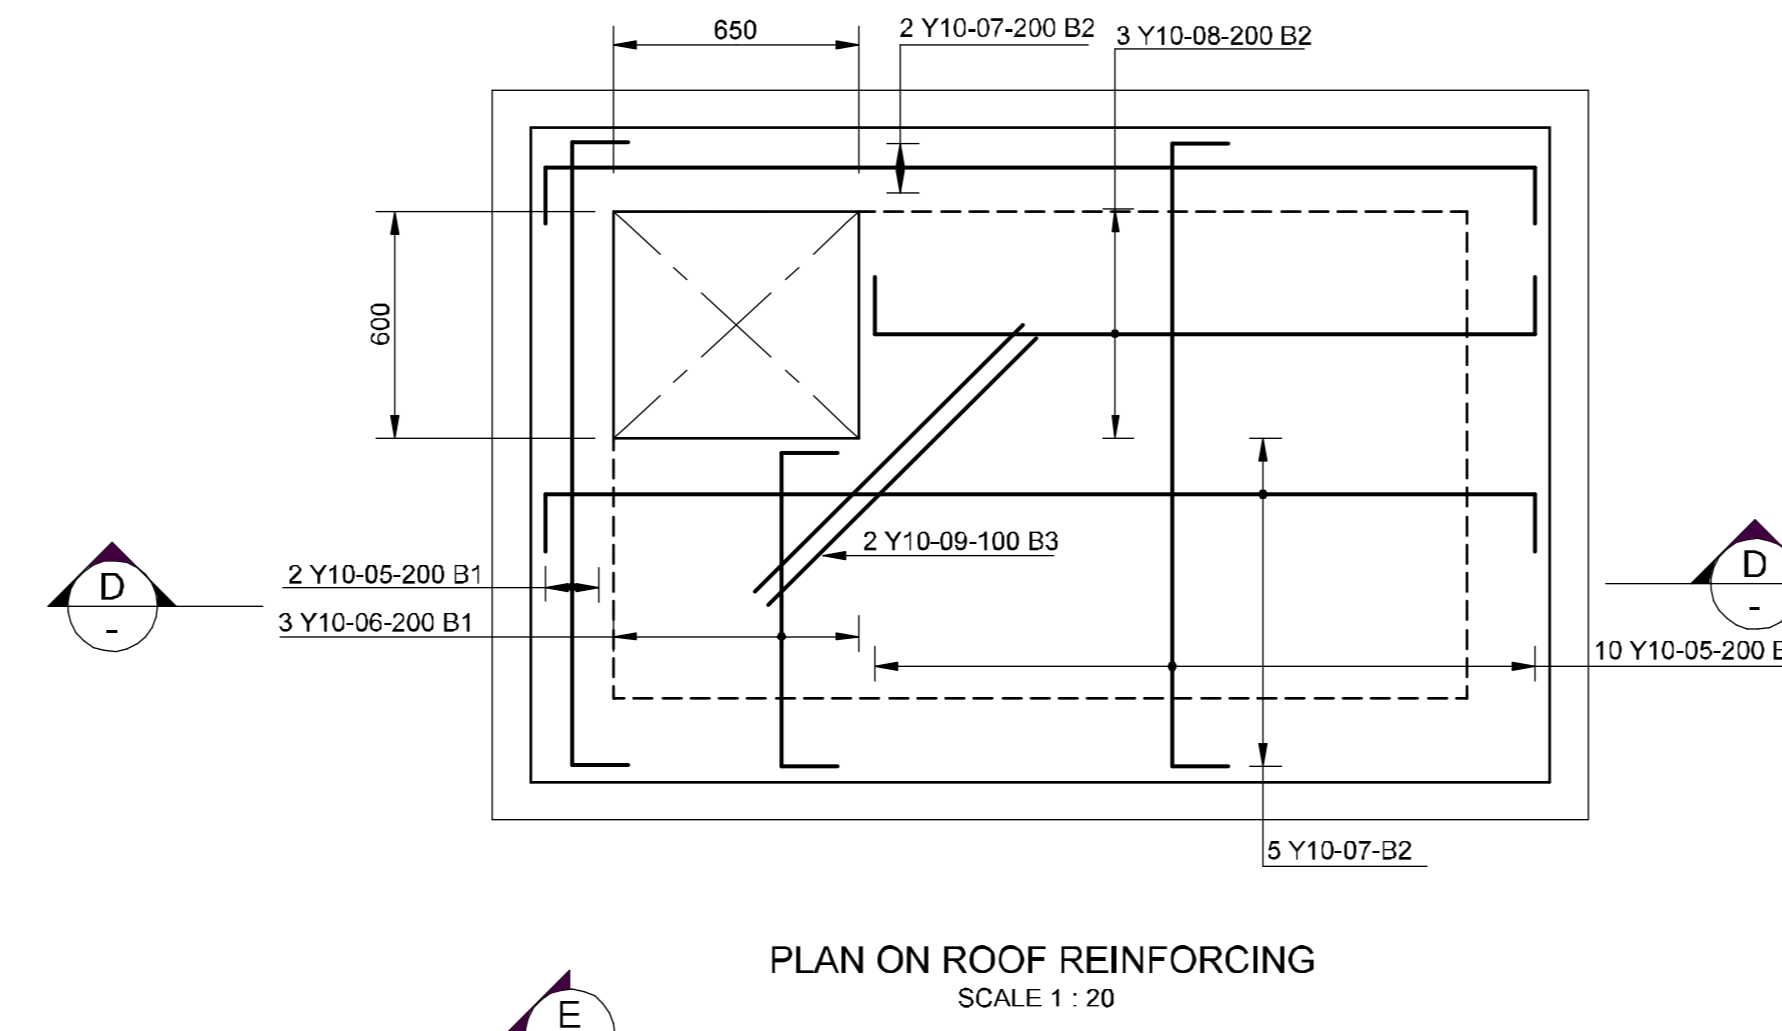 650
2 Y10-07-200 B2
3 Y10-08-200 B2
600
2 Y10-09-100 B3
D
-
2 Y10-05-200 B1
3 Y10-06-200 B1
D
-
10 Y10-05-200
5 Y10-07-B2
PLAN ON ROOF REINFORCING
SCALE 1 : 20
E